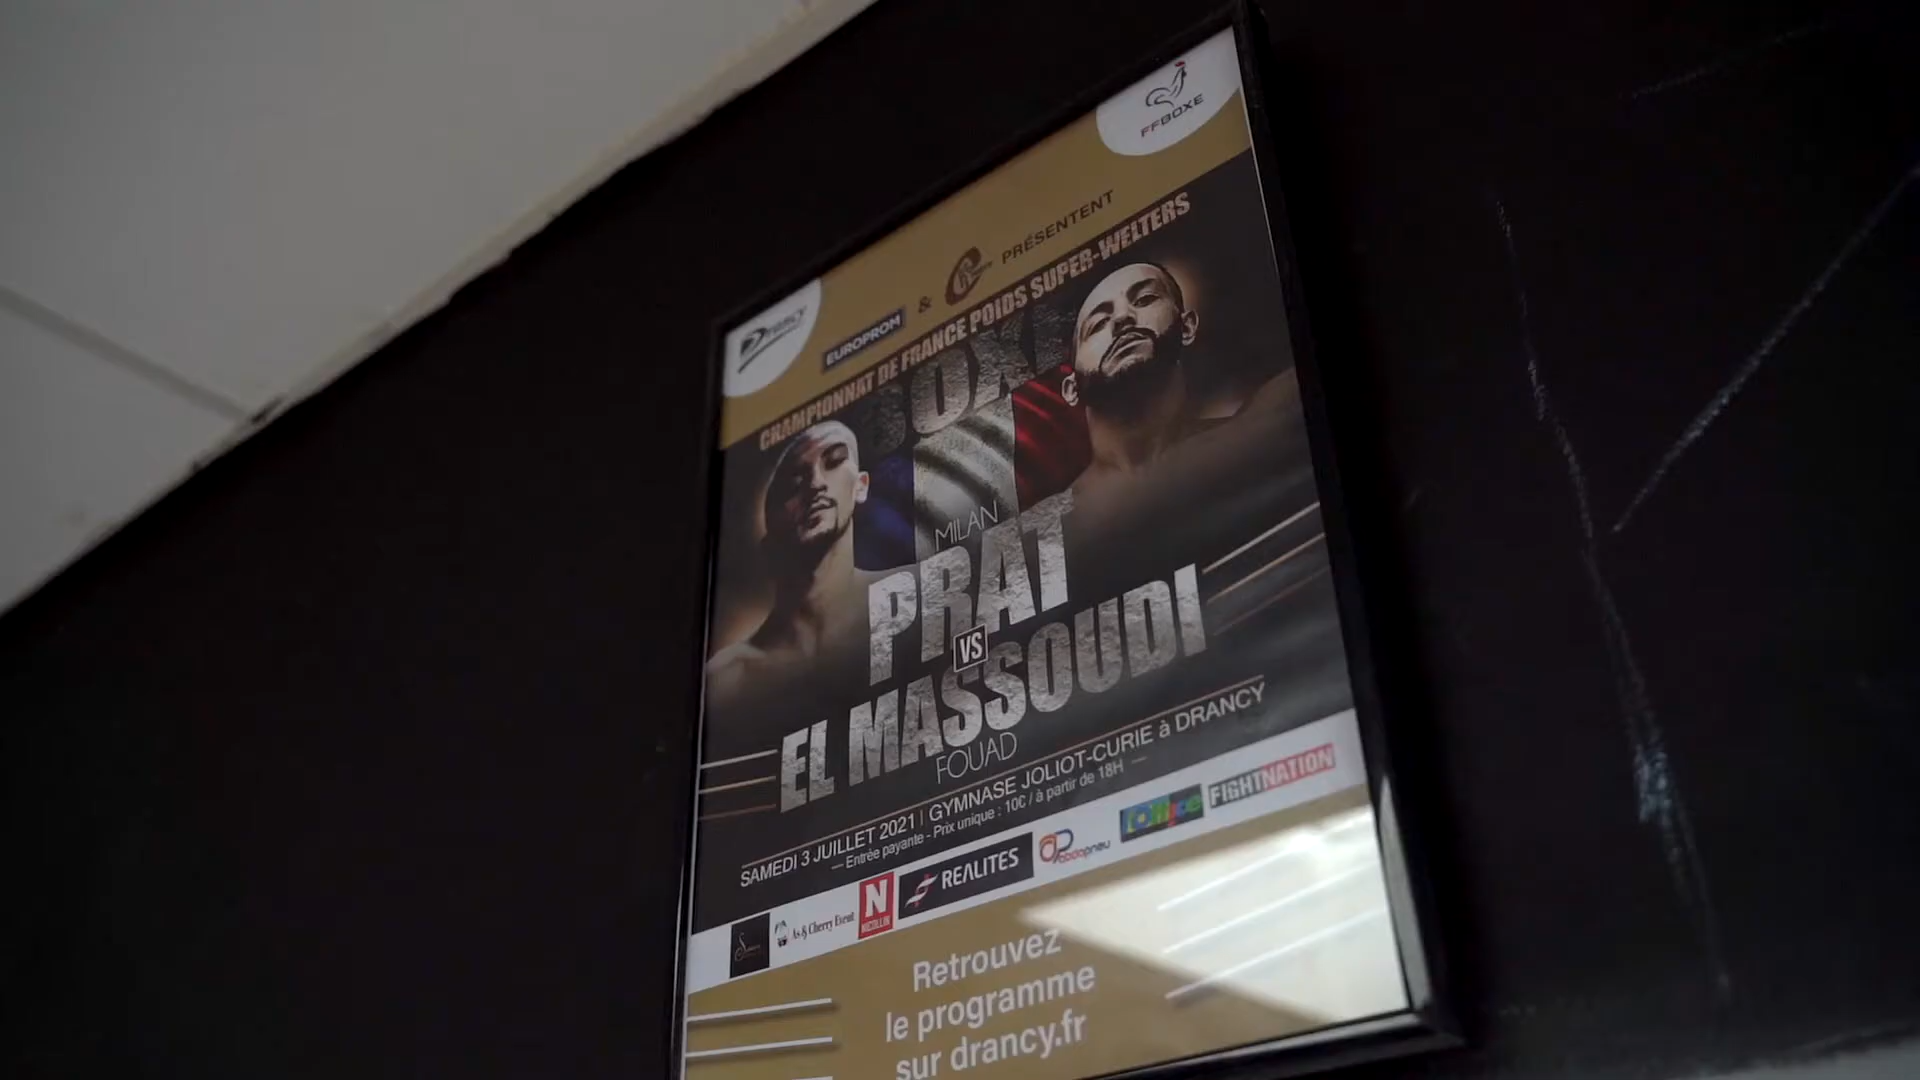 FFBOXE
DRANCY
EUROPROM & PRÉSENTENT
CHAMPIONNAT DE FRANCE POIDS SUPER-WELTERS
BOXE
MILAN
PRAT
VS
EL MASSOUDI
FOUAD
SAMEDI 3 JUILLET 2021 | GYMNASE JOLIOT-CURIE à DRANCY
— Entrée payante - Prix unique : 10€ / à partir de 18H —
As & Cherry Event
N
NICOLLIN
REALITES
FIGHTNATION
Retrouvez
le programme
sur drancy.fr